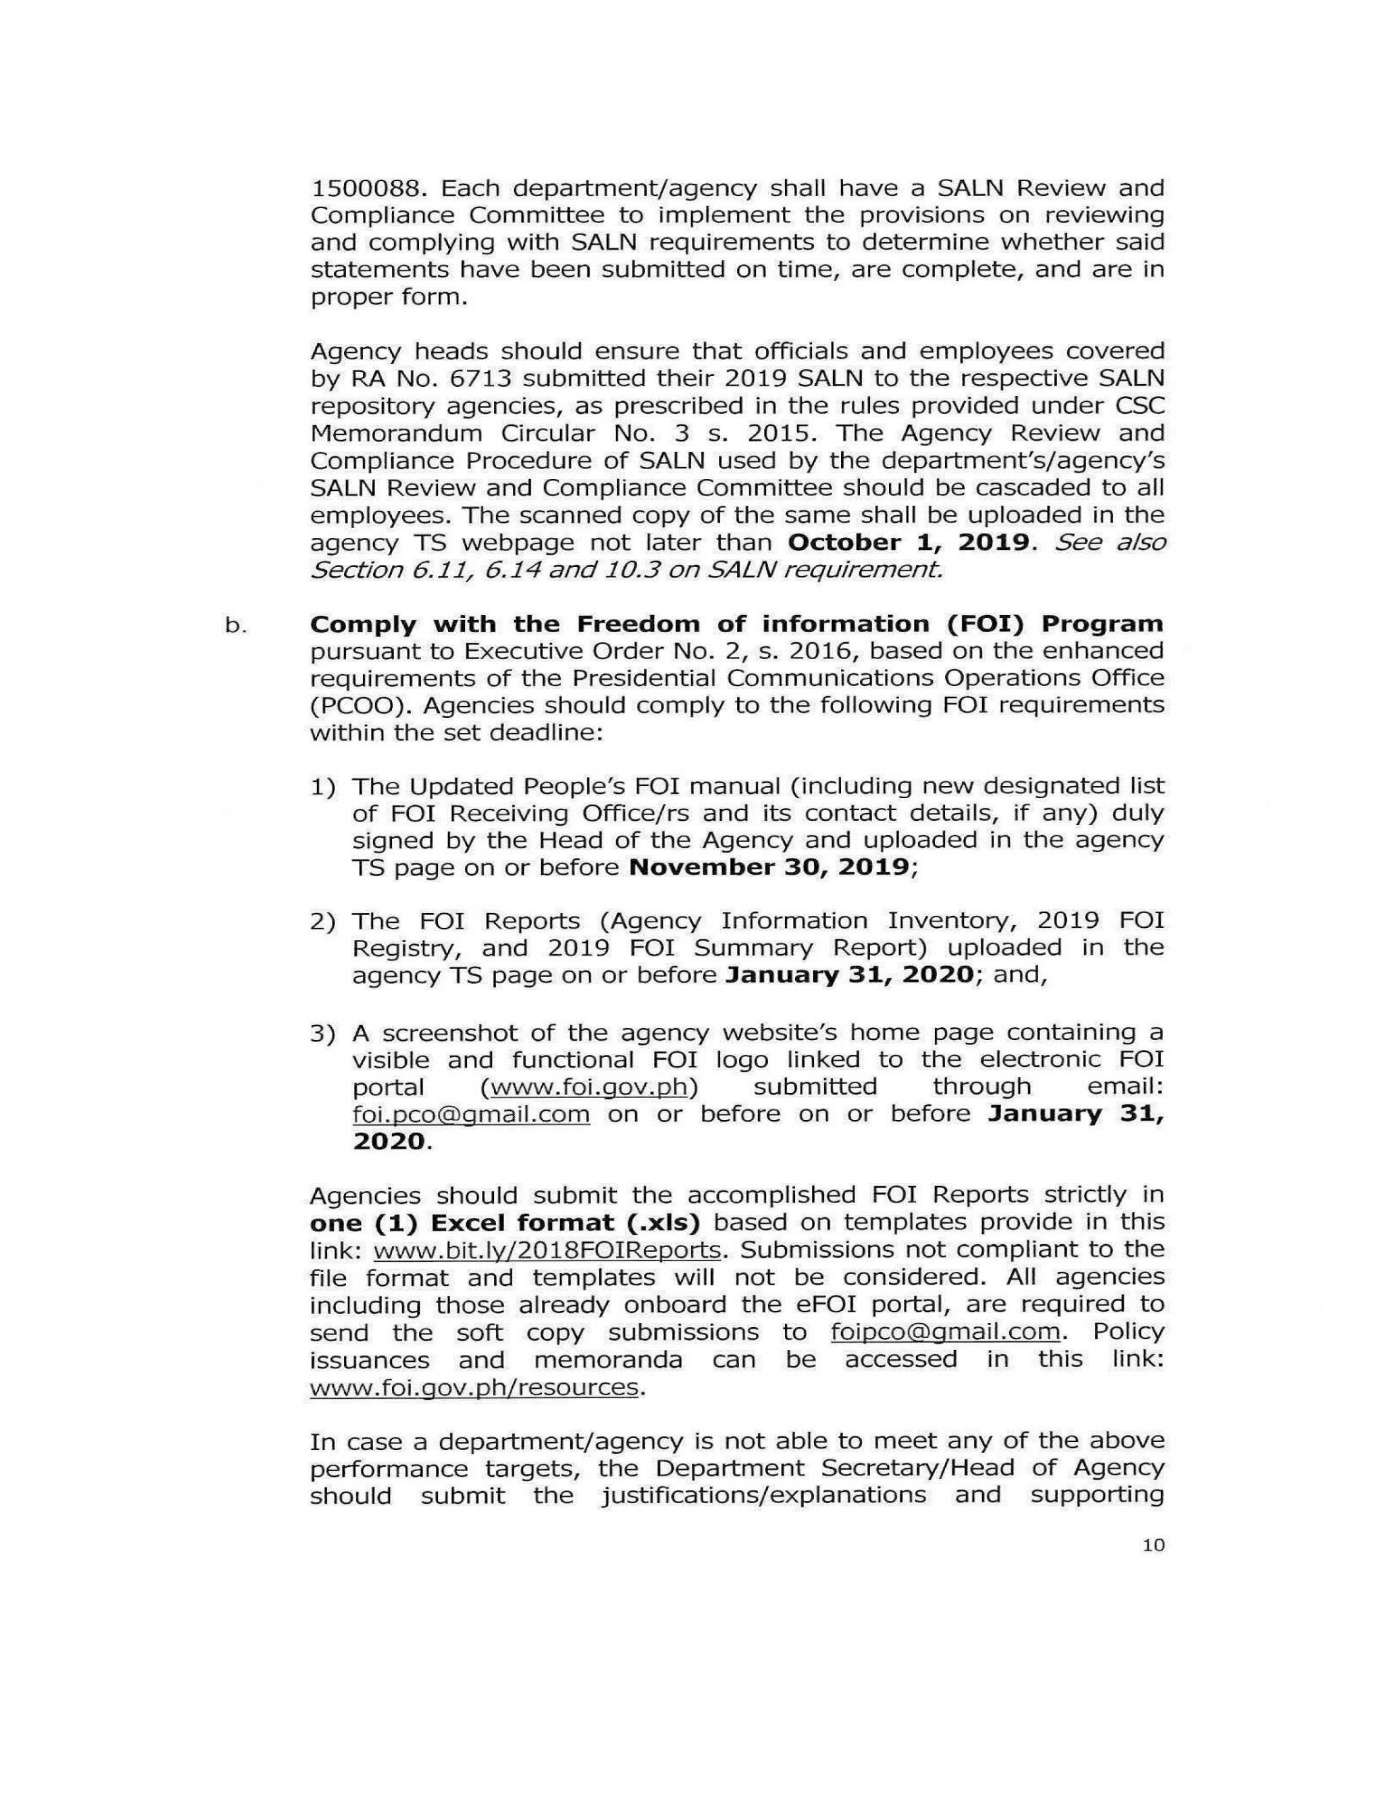 1500088. Each department/agency shall have a SALN Review and
Compliance Committee to implement the provisions on reviewing
and complying with SALN requirements to determine whether said
statements have been submitted on time, are complete, and are in
proper form.
Agency heads should ensure that officials and employees covered
by RA No. 6713 submitted their 2019 SALN to the respective SALN
repository agencies, as prescribed in the rules provided under CSC
Memorandum Circular No. 3 s. 2015. The Agency Review and
Compliance Procedure of SALN used by the department's/agency's
SALN Review and Compliance Committee should be cascaded to all
employees. The scanned copy of the same shall be uploaded in the
agency TS webpage not later than October 1, 2019. See also
Section 6.11, 6.14 and 10.3 on SALN requirement.
b. Comply with the Freedom of information (FOI) Program
pursuant to Executive Order No. 2, s. 2016, based on the enhanced
requirements of the Presidential Communications Operations Office
(PCOO). Agencies should comply to the following FOI requirements
within the set deadline:
1) The Updated People's FOI manual (including new designated list
of FOI Receiving Office/rs and its contact details, if any) duly
signed by the Head of the Agency and uploaded in the agency
TS page on or before November 30, 2019;
2) The FOI Reports (Agency Information Inventory, 2019 FOI
Registry, and 2019 FOI Summary Report) uploaded in the
agency TS page on or before January 31, 2020; and,
3) A screenshot of the agency website's home page containing a
visible and functional FOI logo linked to the electronic FOI
portal (www.foi.gov.ph) submitted through email:
foi.pco@gmail.com on or before on or before January 31,
2020.
Agencies should submit the accomplished FOI Reports strictly in
one (1) Excel format (.xls) based on templates provide in this
link: www.bit.ly/2018FOIReports. Submissions not compliant to the
file format and templates will not be considered. All agencies
including those already onboard the eFOI portal, are required to
send the soft copy submissions to foipco@gmail.com. Policy
issuances and memoranda can be accessed in this link:
www.foi.gov.ph/resources.
In case a department/agency is not able to meet any of the above
performance targets, the Department Secretary/Head of Agency
should submit the justifications/explanations and supporting
10